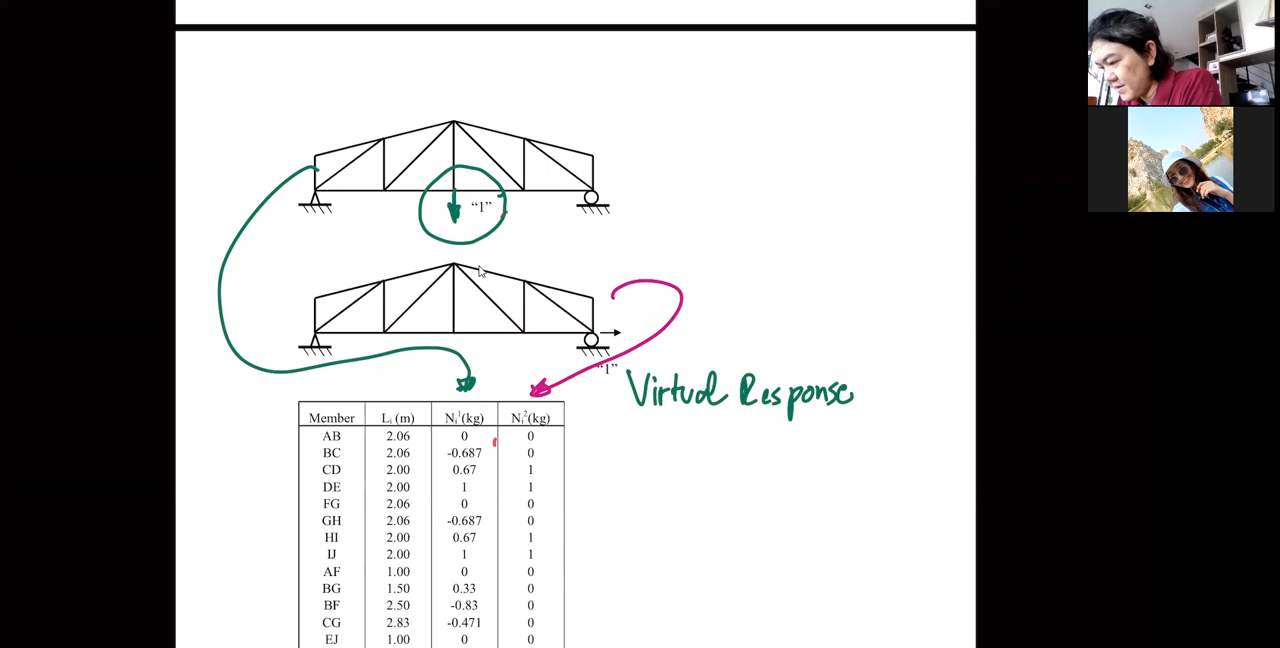 “1”
“1”
Virtual Response
Member Lᵢ (m) Nᵢ¹(kg) Nᵢ²(kg)
AB 2.06 0 0
BC 2.06 -0.687 0
CD 2.00 0.67 1
DE 2.00 1 1
FG 2.06 0 0
GH 2.06 -0.687 0
HI 2.00 0.67 1
IJ 2.00 1 1
AF 1.00 0 0
BG 1.50 0.33 0
BF 2.50 -0.83 0
CG 2.83 -0.471 0
EJ 1.00 0 0